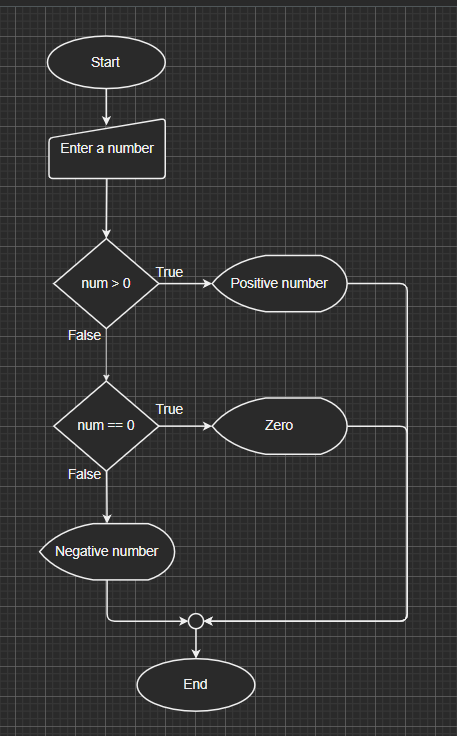 Start
Enter a number
num > 0
True
Positive number
False
num == 0
True
Zero
False
Negative number
End